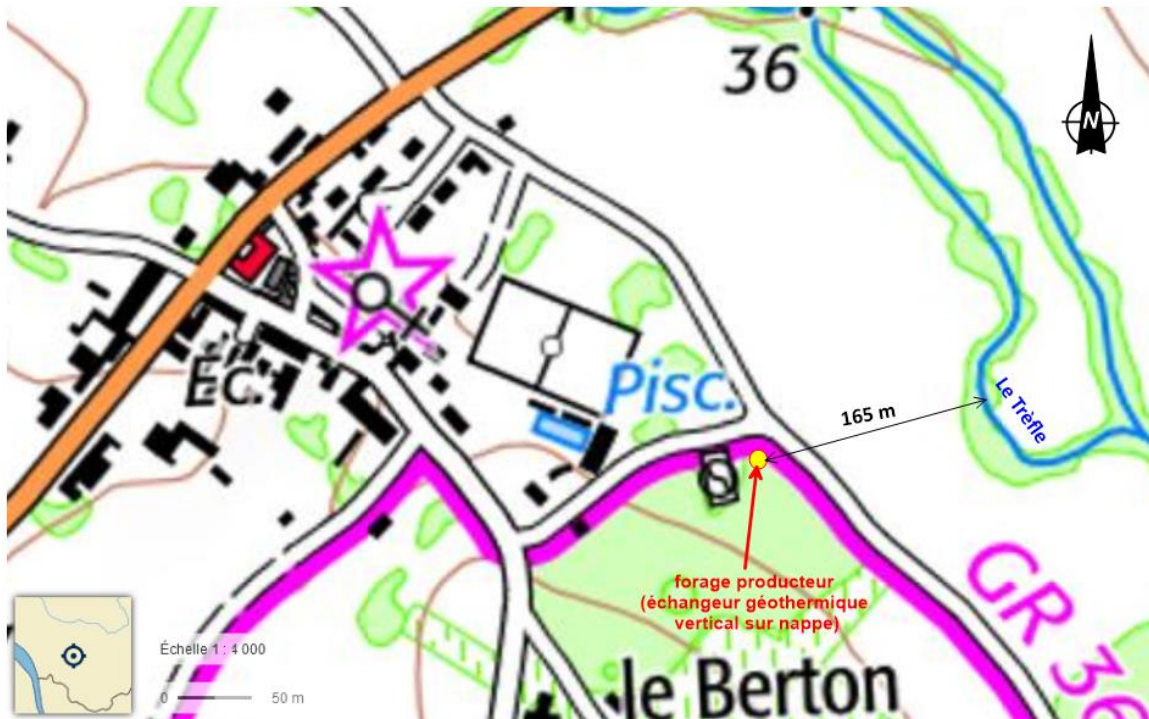 36
N
Ec.
Pisc.
165 m
Le Trèfle
forage producteur
(échangeur géothermique
vertical sur nappe)
GR 36
Échelle 1 : 4 000
0 50 m
le Berton